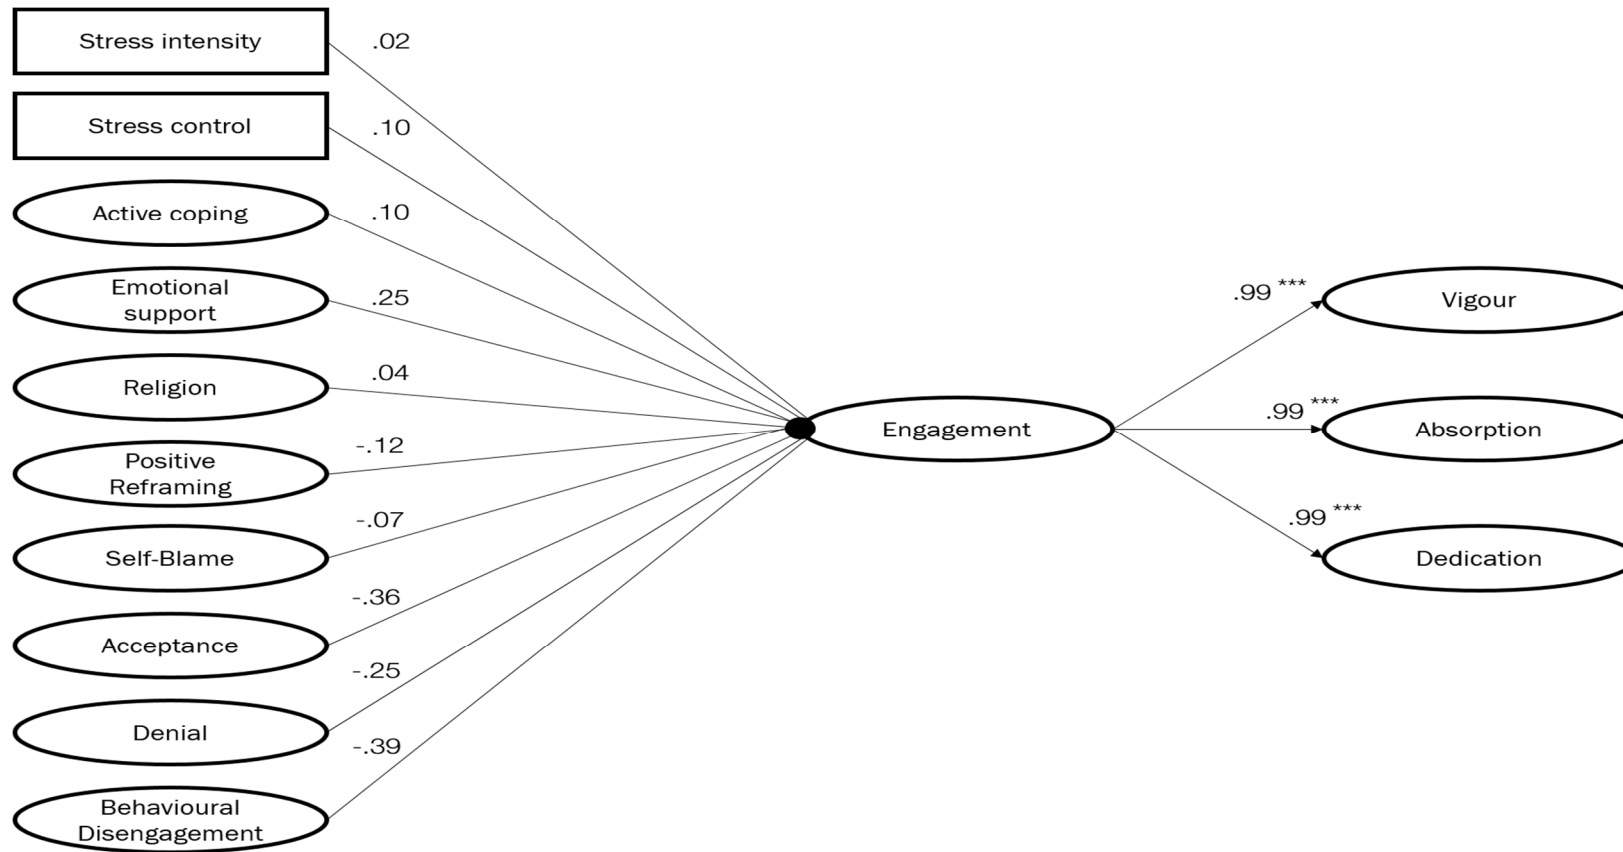 Stress intensity
.02
Stress control
.10
Active coping
.10
Emotional
support
.25
Religion
.04
Positive
Reframing
-.12
Self-Blame
-.07
Acceptance
-.36
Denial
-.25
Behavioural
Disengagement
-.39
Engagement
.99 ***
Vigour
.99 ***
Absorption
.99 ***
Dedication